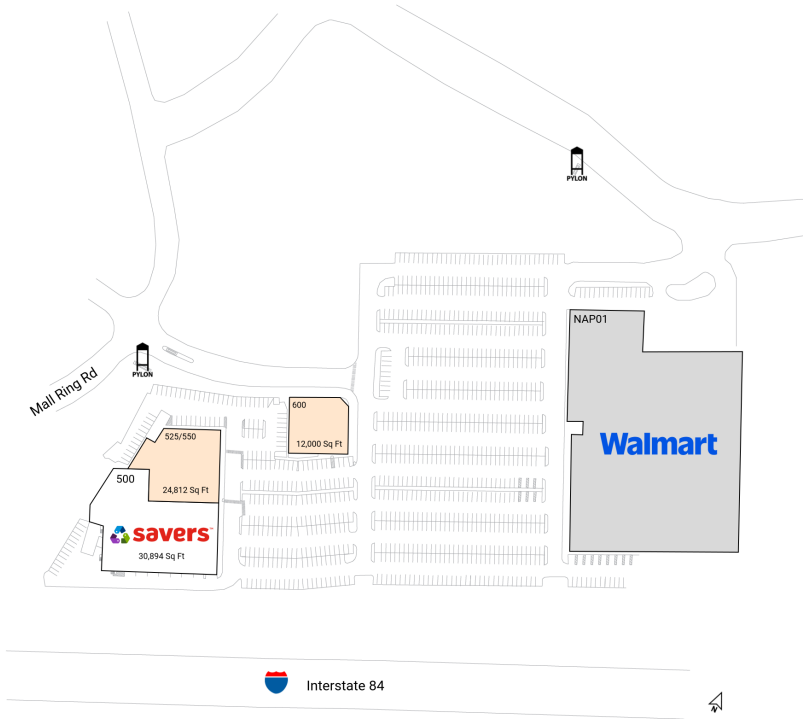 PYLON
NAP01
PYLON
Mall Ring Rd
600
12,000 Sq Ft
525/550
24,812 Sq Ft
Walmart
500
savers™
30,894 Sq Ft
Interstate 84
N